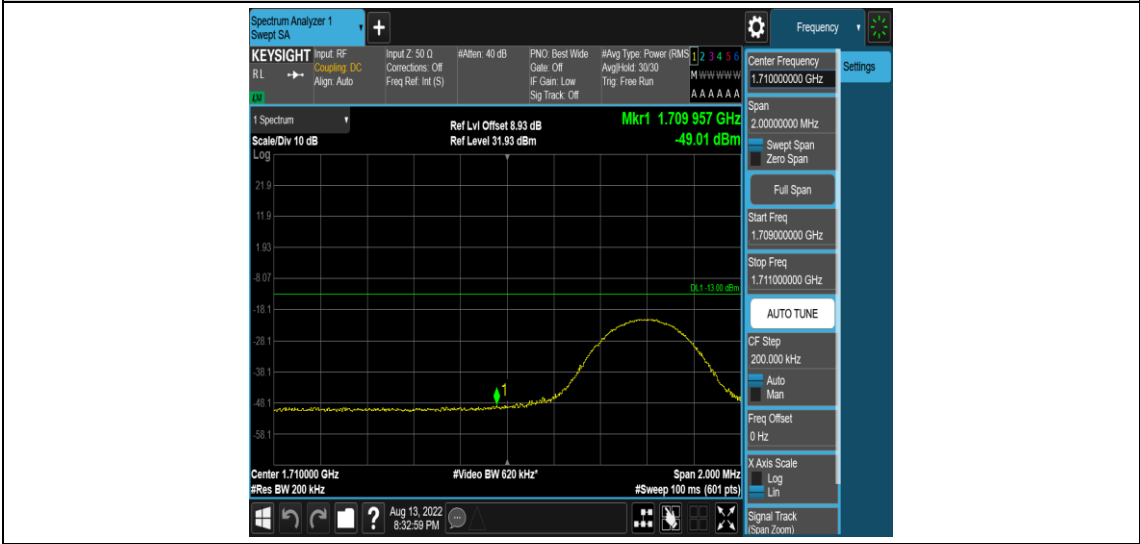 Spectrum Analyzer 1
Swept SA
+
Frequency
KEYSIGHT
RL
Input: RF
Coupling: DC
Align: Auto
Input Z: 50 Ω
Corrections: Off
Freq Ref: Int (S)
#Atten: 40 dB
PNO: Best Wide
Gate: Off
IF Gain: Low
Sig Track: Off
#Avg Type: Power (RMS
Avg|Hold: 30/30
Trig: Free Run
1 2 3 4 5 6
M W W W W W
A A A A A A
Center Frequency
1.710000000 GHz
Settings
1 Spectrum
Scale/Div 10 dB
Log
Ref Lvl Offset 8.93 dB
Ref Level 31.93 dBm
Mkr1 1.709 957 GHz
-49.01 dBm
Span
2.00000000 MHz
Swept Span
Zero Span
Full Span
Start Freq
1.709000000 GHz
Stop Freq
1.711000000 GHz
AUTO TUNE
CF Step
200.000 kHz
Auto
Man
Freq Offset
0 Hz
X Axis Scale
Log
Lin
Signal Track
(Span Zoom)
21.9
11.9
1.93
-8.07
DL1 -13.00 dBm
-18.1
-28.1
-38.1
-48.1
1
-58.1
Center 1.710000 GHz
#Res BW 200 kHz
#Video BW 620 kHz*
Span 2.000 MHz
#Sweep 100 ms (601 pts)
?
Aug 13, 2022
8:32:59 PM